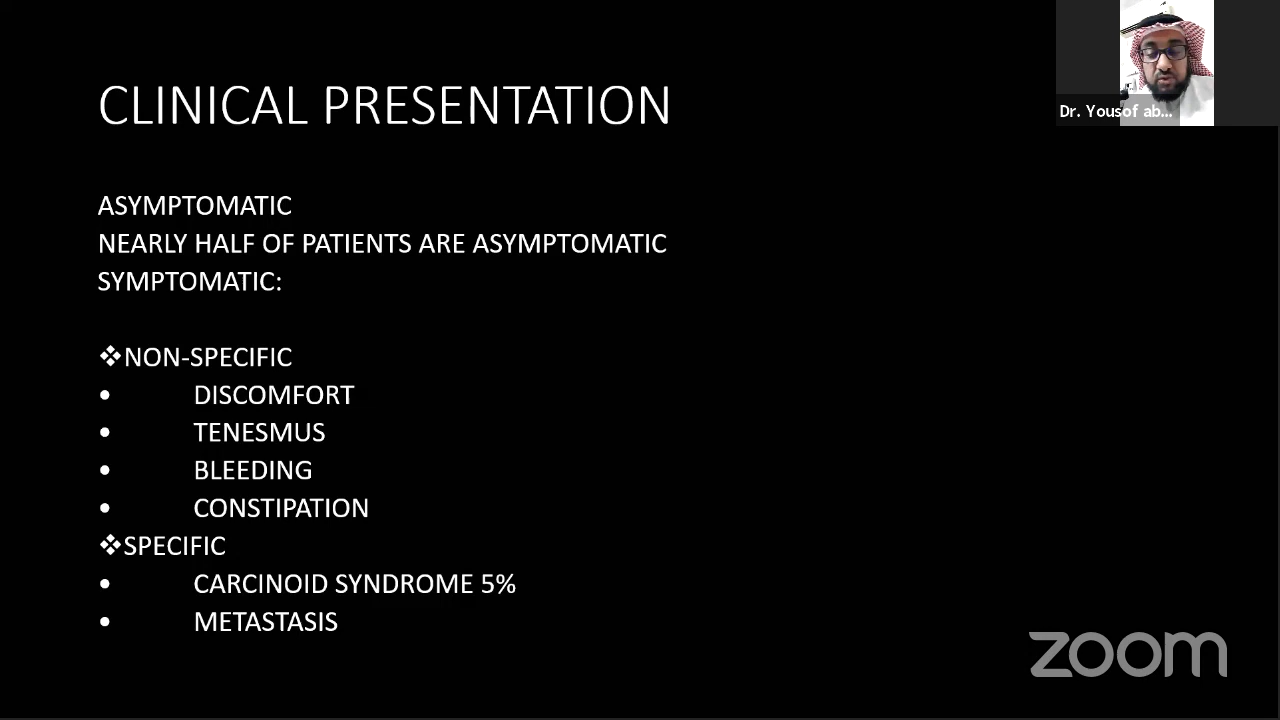 CLINICAL PRESENTATION
Dr. Yousof ab...
ASYMPTOMATIC
NEARLY HALF OF PATIENTS ARE ASYMPTOMATIC
SYMPTOMATIC:
❖NON-SPECIFIC
• DISCOMFORT
• TENESMUS
• BLEEDING
• CONSTIPATION
❖SPECIFIC
• CARCINOID SYNDROME 5%
• METASTASIS
zoom